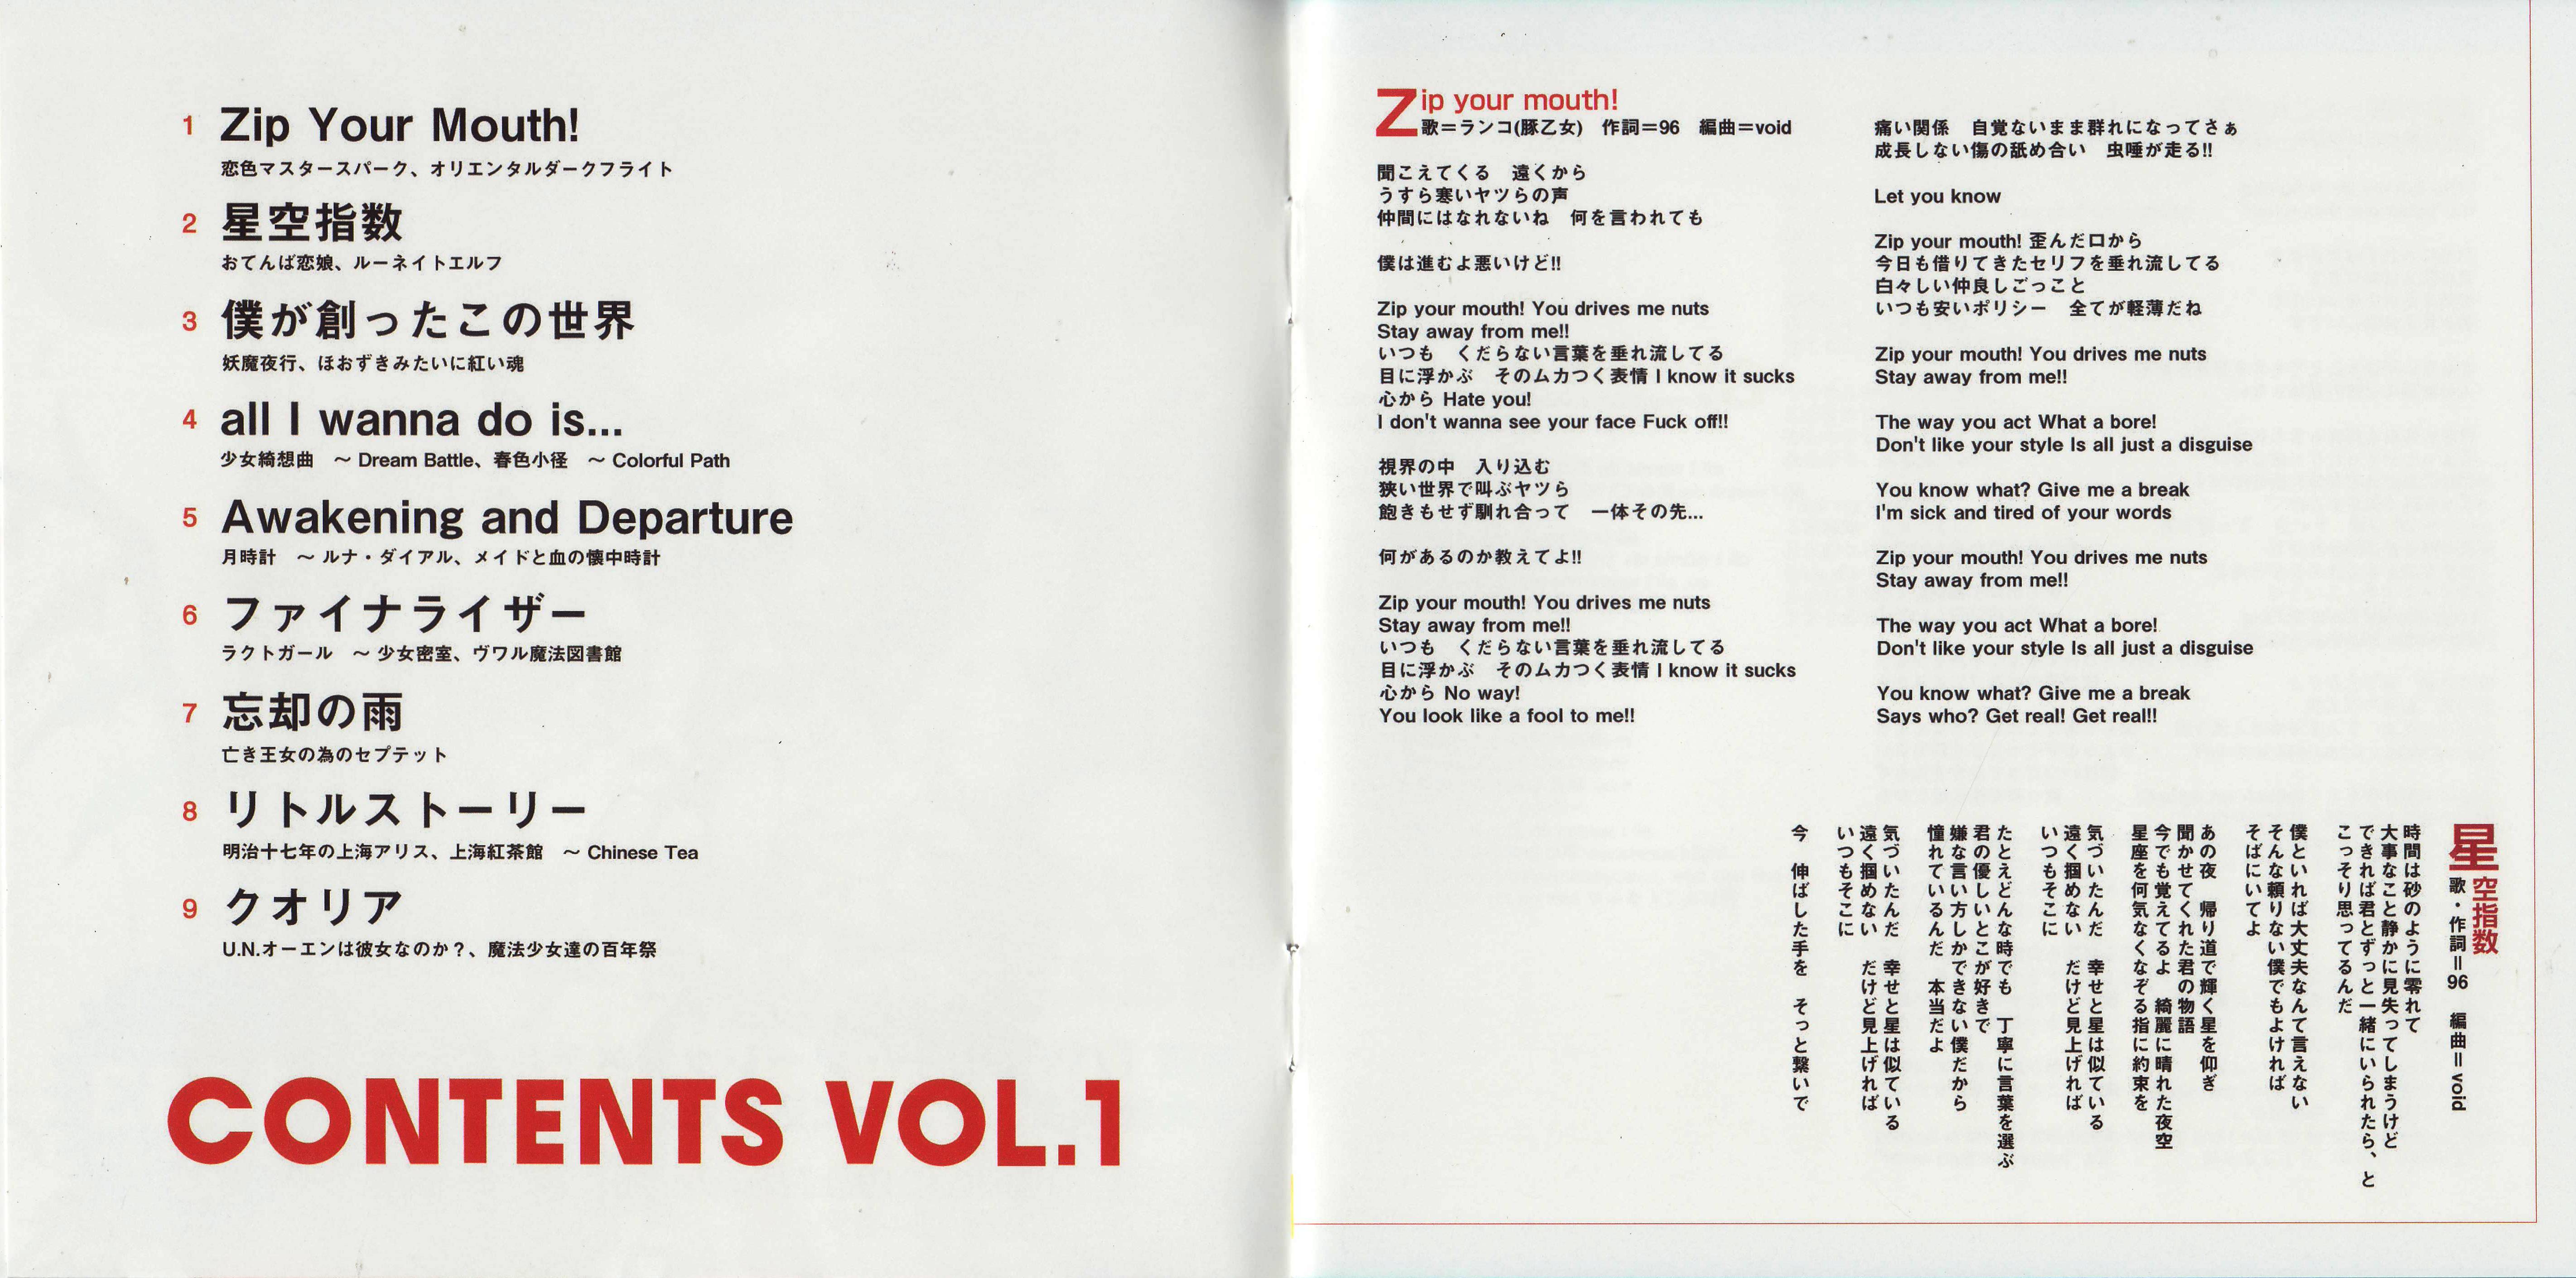 1 Zip Your Mouth!
恋色マスタースパーク、オリエンタルダークフライト
2 星空指数
おてんば恋娘、ルーネイトエルフ
3 僕が創ったこの世界
妖魔夜行、ほおずきみたいに紅い魂
4 all I wanna do is...
少女綺想曲　～ Dream Battle、春色小径　～ Colorful Path
5 Awakening and Departure
月時計　～ ルナ・ダイアル、メイドと血の懐中時計
6 ファイナライザー
ラクトガール　～ 少女密室、ヴワル魔法図書館
7 忘却の雨
亡き王女の為のセプテット
8 リトルストーリー
明治十七年の上海アリス、上海紅茶館　～ Chinese Tea
9 クオリア
U.N.オーエンは彼女なのか？、魔法少女達の百年祭
CONTENTS VOL.1
Zip your mouth!
歌＝ランコ(豚乙女)　作詞＝96　編曲＝void
聞こえてくる　遠くから
うすら寒いヤツらの声
仲間にはなれないね　何を言われても
僕は進むよ悪いけど!!
Zip your mouth! You drives me nuts
Stay away from me!!
いつも　くだらない言葉を垂れ流してる
目に浮かぶ　そのムカつく表情 I know it sucks
心から Hate you!
I don't wanna see your face Fuck off!!
視界の中　入り込む
狭い世界で叫ぶヤツら
飽きもせず馴れ合って　一体その先...
何があるのか教えてよ!!
Zip your mouth! You drives me nuts
Stay away from me!!
いつも　くだらない言葉を垂れ流してる
目に浮かぶ　そのムカつく表情 I know it sucks
心から No way!
You look like a fool to me!!
痛い関係　自覚ないまま群れになってさぁ
成長しない傷の舐め合い　虫唾が走る!!
Let you know
Zip your mouth! 歪んだ口から
今日も借りてきたセリフを垂れ流してる
白々しい仲良しごっこと
いつも安いポリシー　全てが軽薄だね
Zip your mouth! You drives me nuts
Stay away from me!!
The way you act What a bore!
Don't like your style Is all just a disguise
You know what? Give me a break
I'm sick and tired of your words
Zip your mouth! You drives me nuts
Stay away from me!!
The way you act What a bore!
Don't like your style Is all just a disguise
You know what? Give me a break
Says who? Get real! Get real!!
星空指数
歌・作詞＝96　編曲＝void
時間は砂のように零れて
大事なこと静かに見失ってしまうけど
できれば君とずっと一緒にいられたら、と
こっそり思ってるんだ
僕といれば大丈夫なんて言えない
そんな頼りない僕でもよければ
そばにいてよ
あの夜　帰り道で輝く星を仰ぎ
聞かせてくれた君の物語
今でも覚えてるよ　綺麗に晴れた夜空
星座を何気なくなぞる指に約束を
気づいたんだ　幸せと星は似ている
遠く掴めない　だけど見上げれば
いつもそこに
たとえどんな時でも　丁寧に言葉を選ぶ
君の優しいとこが好きで
嫌な言い方しかできない僕だから
憧れているんだ　本当だよ
気づいたんだ　幸せと星は似ている
遠く掴めない　だけど見上げれば
いつもそこに
今　伸ばした手を　そっと繋いで